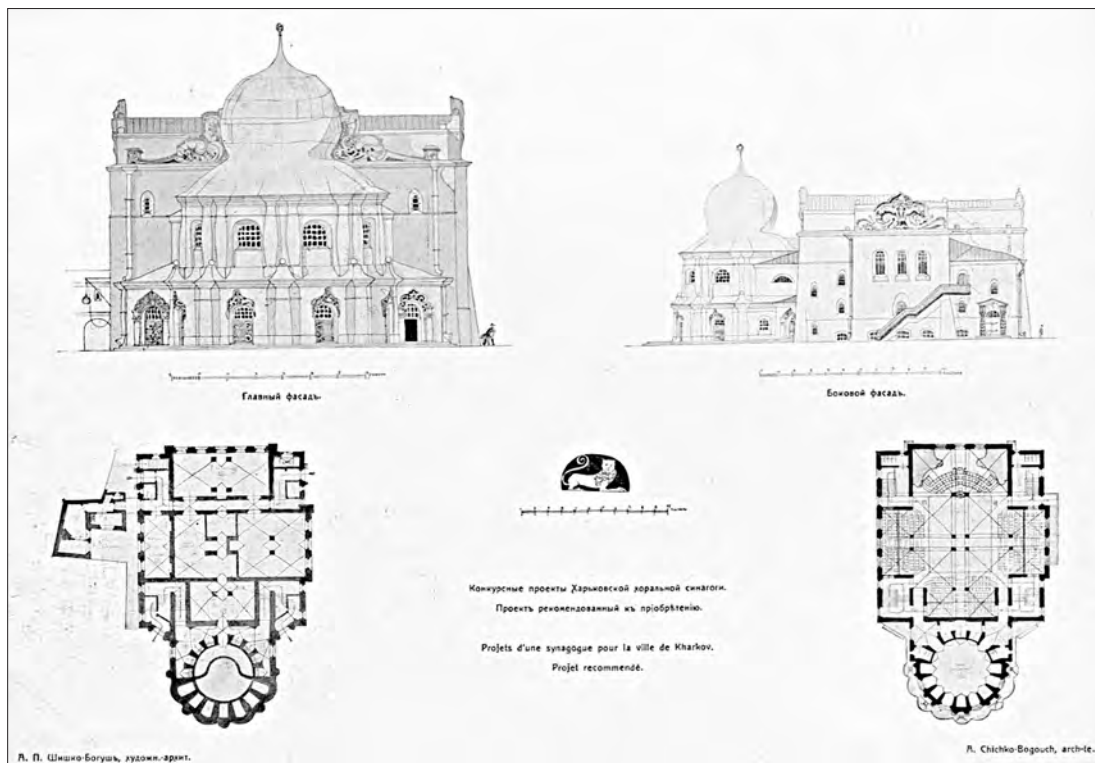 Главный фасадъ.
Боковой фасадъ.
Конкурсные проекты Харьковской хоральной синагоги.
Проектъ рекомендованный къ прiобрѣтенiю.
Projets d'une synagogue pour la ville de Kharkov.
Projet recommendé.
А. П. Шишко-Богушъ, художн.-архит.
A. Chichko-Bogouch, arch-te.